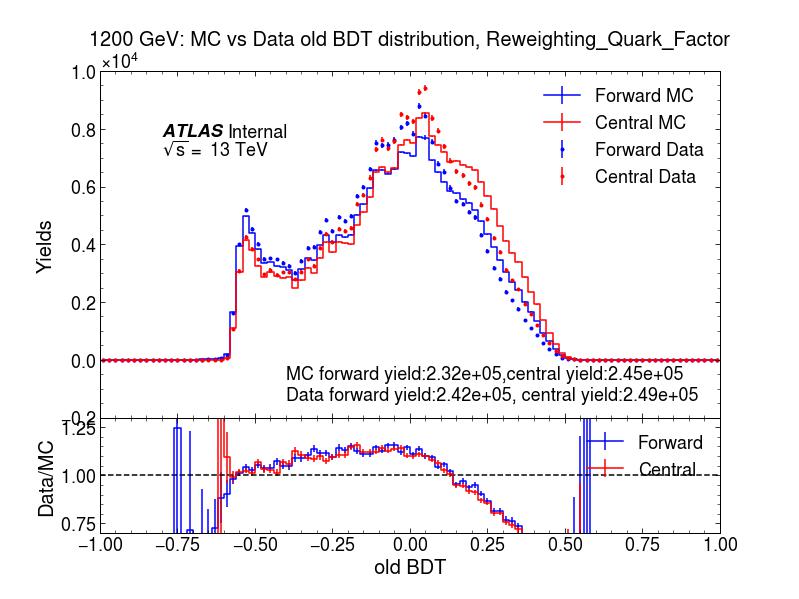 1200 GeV: MC vs Data old BDT distribution, Reweighting_Quark_Factor
×10⁴
1.0
0.8
0.6
0.4
0.2
0.0
0.2
Yields
ATLAS Internal
√s = 13 TeV
Forward MC
Central MC
Forward Data
Central Data
MC forward yield:2.32e+05,central yield:2.45e+05
Data forward yield:2.42e+05, central yield:2.49e+05
1.25
1.00
0.75
Data/MC
Forward
Central
−1.00 −0.75 −0.50 −0.25 0.00 0.25 0.50 0.75 1.00
old BDT